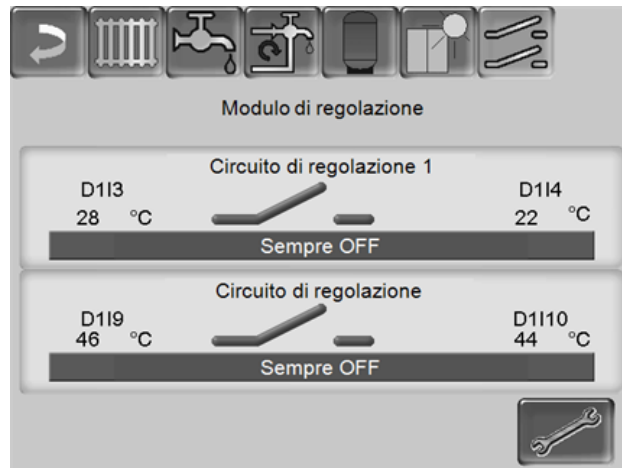 Modulo di regolazione
Circuito di regolazione 1
D1I3 D1I4
28 °C 22 °C
Sempre OFF
Circuito di regolazione
D1I9 D1I10
46 °C 44 °C
Sempre OFF